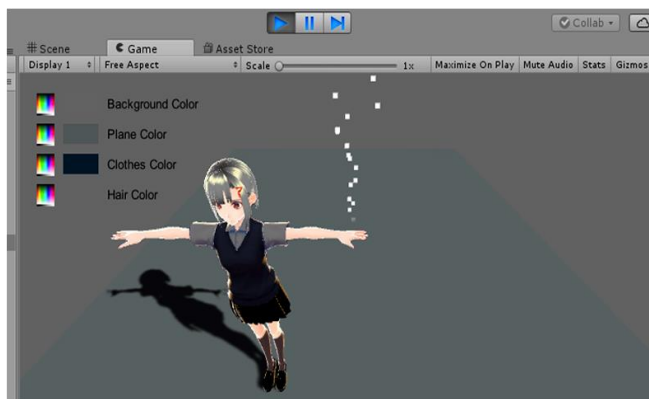 Collab
Scene Game Asset Store
Display 1 Free Aspect Scale 1x Maximize On Play Mute Audio Stats Gizmos
Background Color
Plane Color
Clothes Color
Hair Color